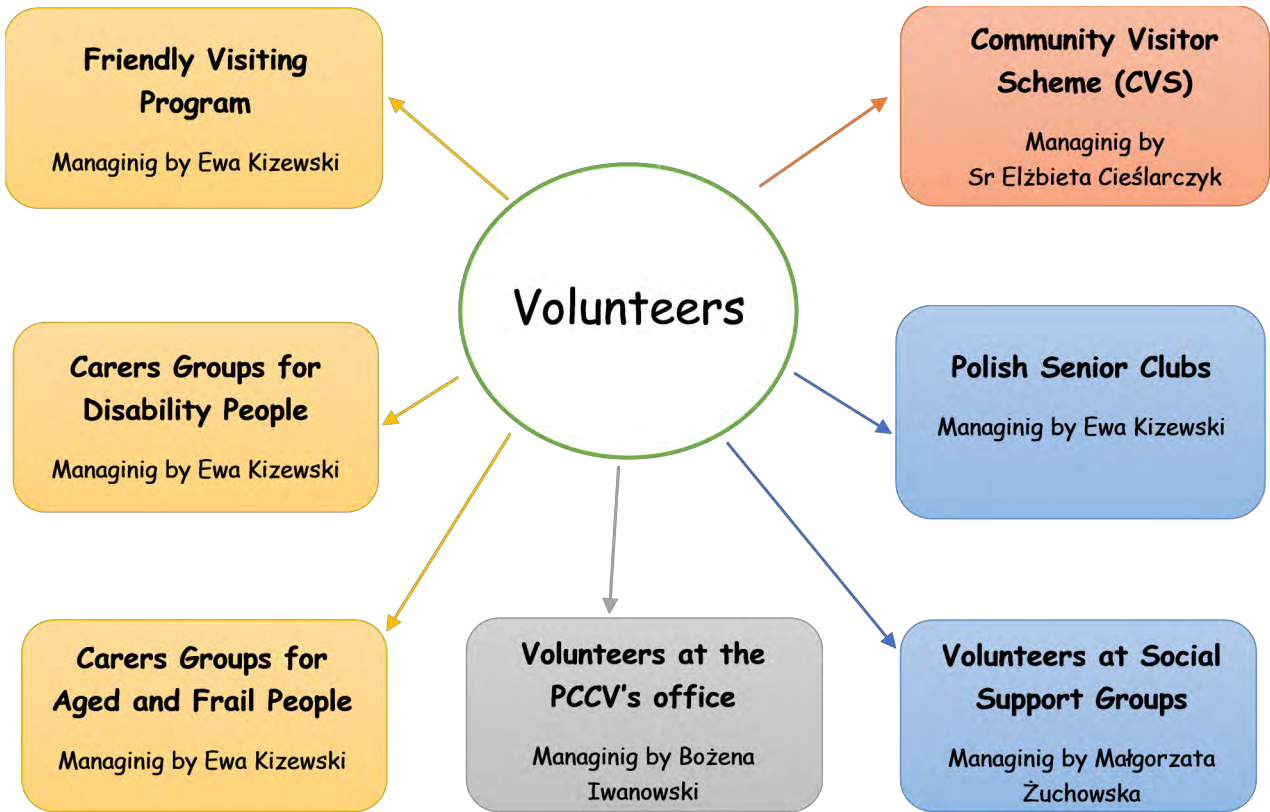 Friendly Visiting
Program
Managinig by Ewa Kizewski
Community Visitor
Scheme (CVS)
Managinig by
Sr Elżbieta Cieślarczyk
Volunteers
Carers Groups for
Disability People
Managinig by Ewa Kizewski
Polish Senior Clubs
Managinig by Ewa Kizewski
Carers Groups for
Aged and Frail People
Managinig by Ewa Kizewski
Volunteers at the
PCCV's office
Managinig by Bożena
Iwanowski
Volunteers at Social
Support Groups
Managinig by Małgorzata
Żuchowska